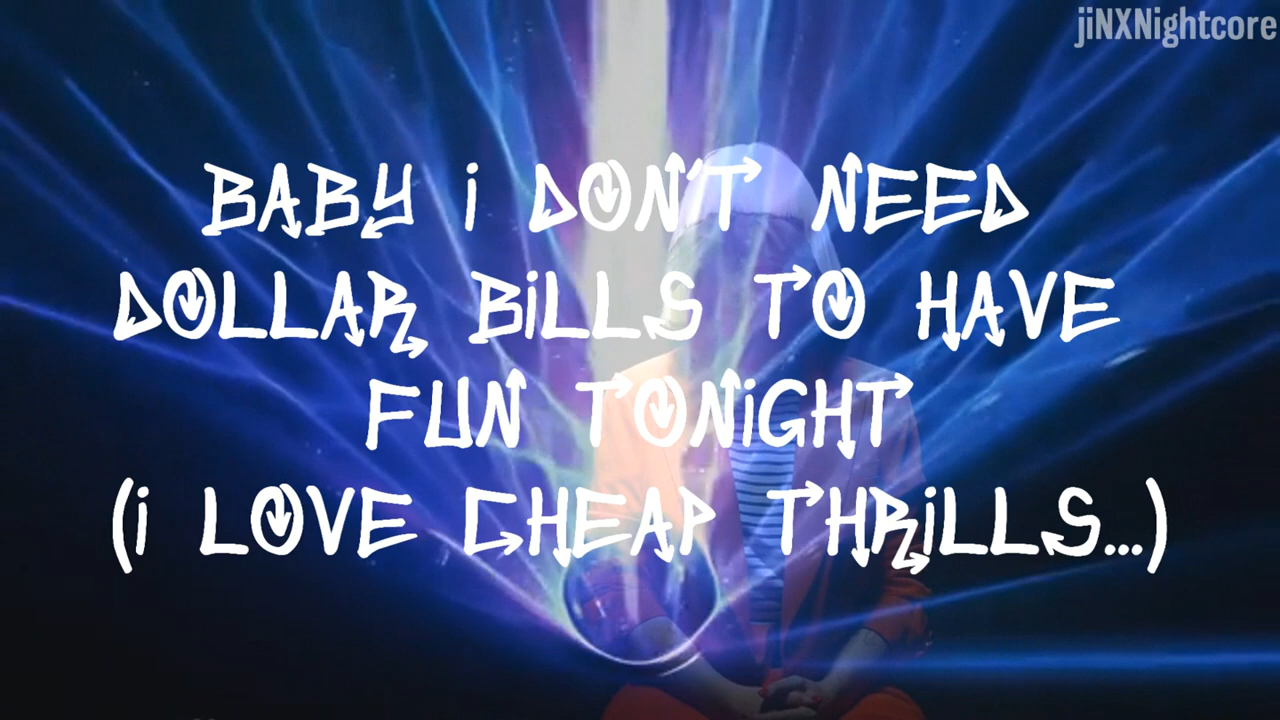 jiNXNightcore
BABY i DON'T NEED
DOLLAR BiLLS TO HAVE
FUN TONiGHT
(i LOVE CHEAP THRiLLS...)